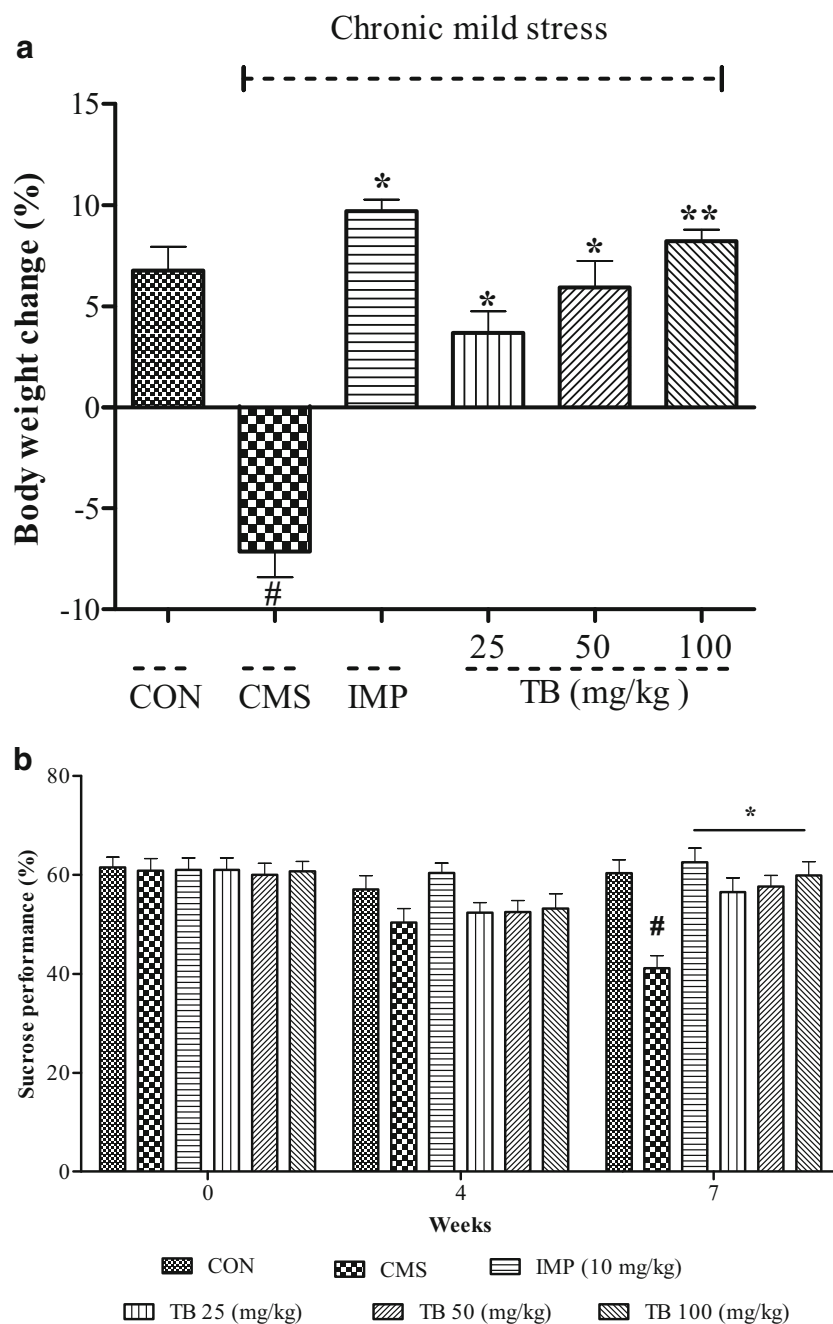 a
Chronic mild stress
Body weight change (%)
15
10
5
0
-5
-10
*
*
*
**
#
25 50 100
CON CMS IMP TB (mg/kg )
b
Sucrose performance (%)
80
60
40
20
0
*
#
0 4 7
Weeks
CON CMS IMP (10 mg/kg)
TB 25 (mg/kg) TB 50 (mg/kg) TB 100 (mg/kg)